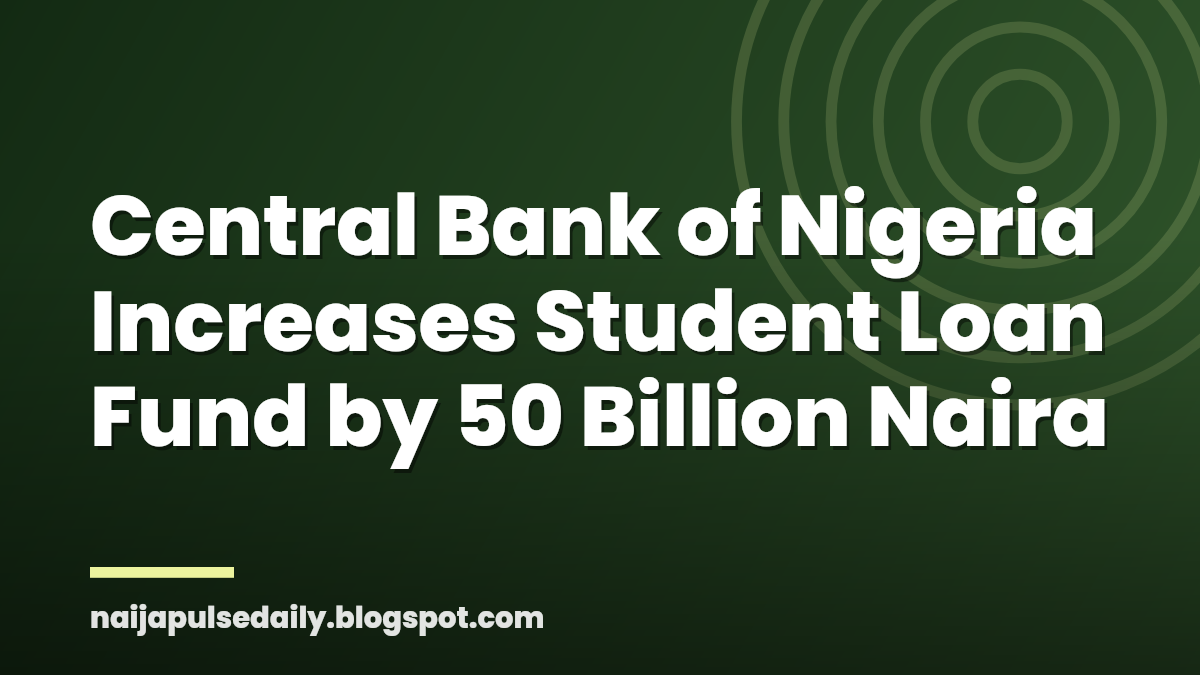 Central Bank of Nigeria
Increases Student Loan
Fund by 50 Billion Naira
naijapulsedaily.blogspot.com